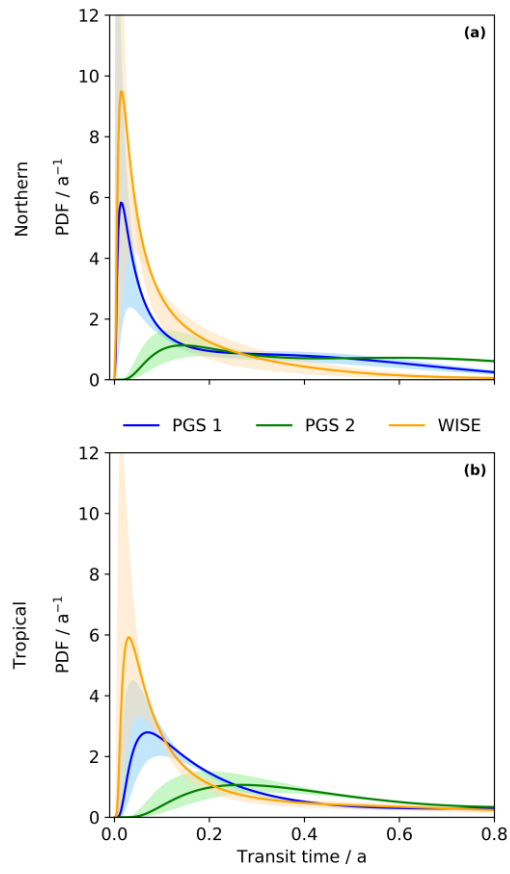 (a)
Northern
PDF / a⁻¹
12
10
8
6
4
2
0
PGS 1 PGS 2 WISE
(b)
Tropical
PDF / a⁻¹
12
10
8
6
4
2
0
0.0 0.2 0.4 0.6 0.8
Transit time / a